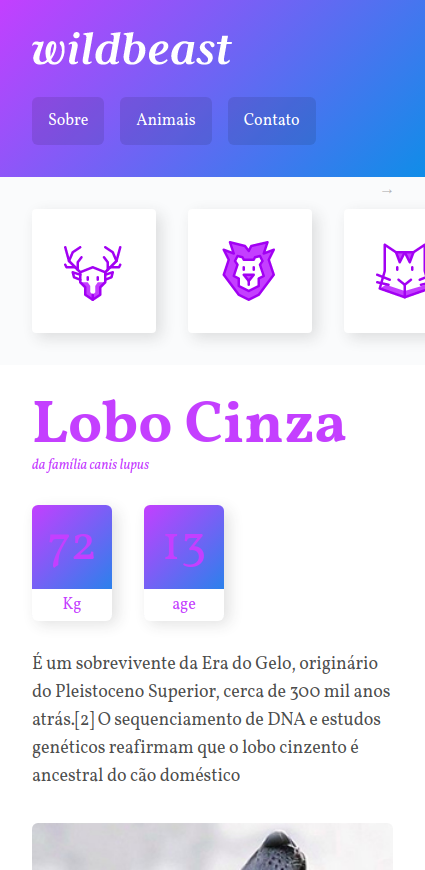 wildbeast
Sobre
Animais
Contato
→
Lobo Cinza
da família canis lupus
72
13
Kg
age
É um sobrevivente da Era do Gelo, originário
do Pleistoceno Superior, cerca de 300 mil anos
atrás.[2] O sequenciamento de DNA e estudos
genéticos reafirmam que o lobo cinzento é
ancestral do cão doméstico